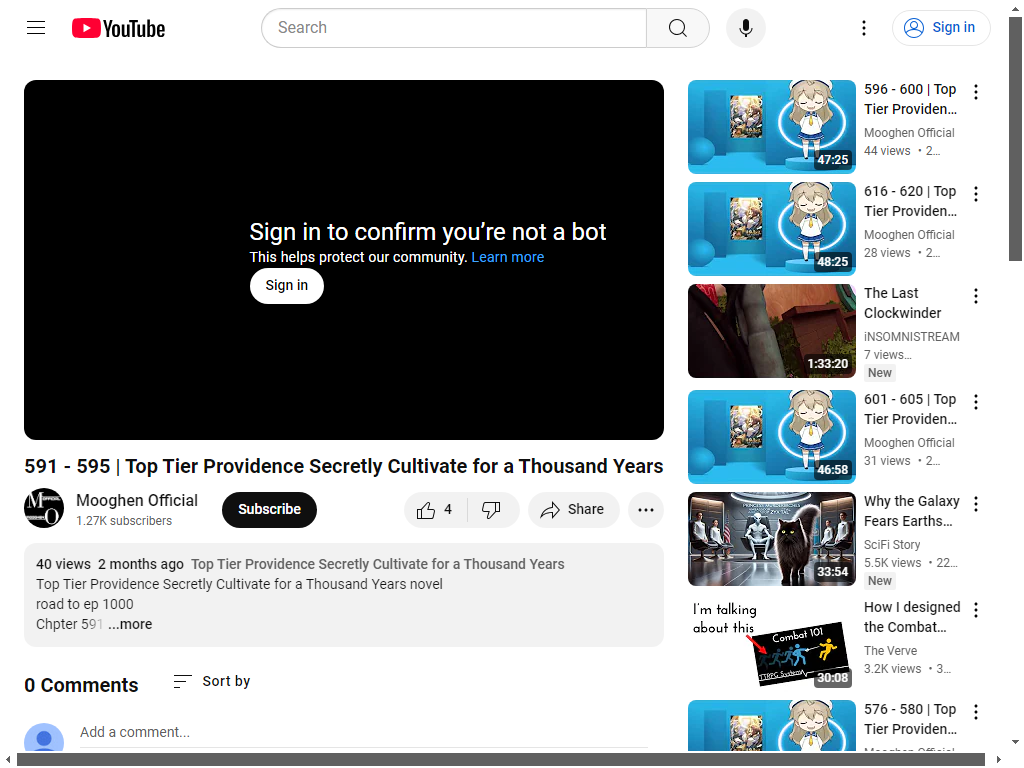 YouTube
Search
Sign in
Sign in to confirm you're not a bot
This helps protect our community. Learn more
Sign in
591 - 595 | Top Tier Providence Secretly Cultivate for a Thousand Years
Mooghen Official
1.27K subscribers
Subscribe
4
Share
40 views 2 months ago Top Tier Providence Secretly Cultivate for a Thousand Years
Top Tier Providence Secretly Cultivate for a Thousand Years novel
road to ep 1000
Chpter 591 ...more
0 Comments
Sort by
Add a comment...
47:25
596 - 600 | Top
Tier Providen...
Mooghen Official
44 views • 2...
48:25
616 - 620 | Top
Tier Providen...
Mooghen Official
28 views • 2...
1:33:20
The Last
Clockwinder
iNSOMNISTREAM
7 views...
New
46:58
601 - 605 | Top
Tier Providen...
Mooghen Official
31 views • 2...
33:54
Why the Galaxy
Fears Earths...
SciFi Story
5.5K views • 22...
New
I'm talking
about this
Combat 101
TTRPG Systems
30:08
How I designed
the Combat...
The Verve
3.2K views • 3...
576 - 580 | Top
Tier Providen...
Mooghen Official